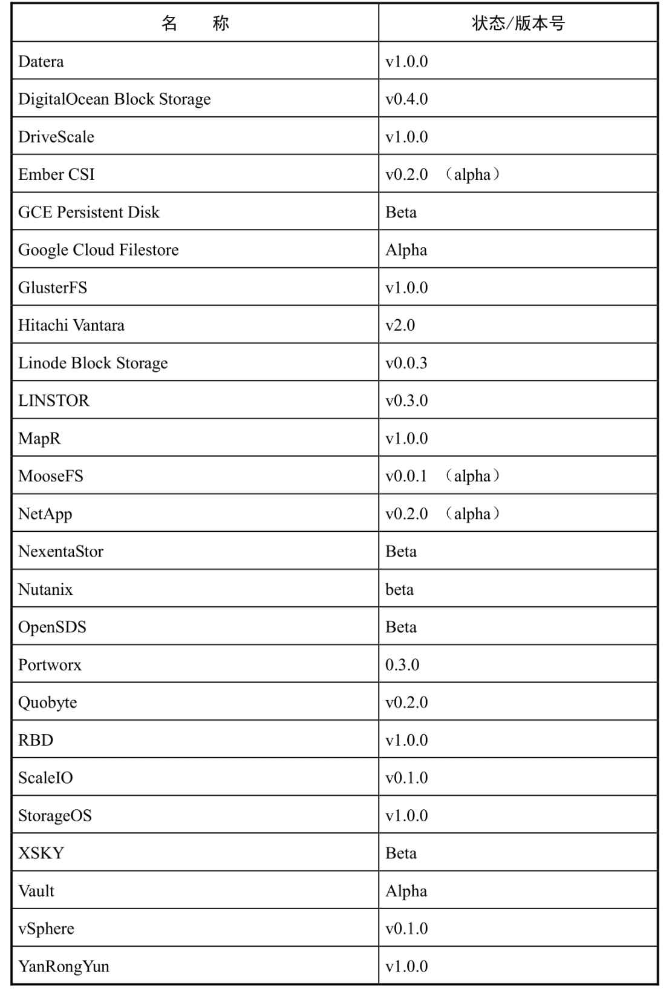 名 称 状态/版本号
Datera v1.0.0
DigitalOcean Block Storage v0.4.0
DriveScale v1.0.0
Ember CSI v0.2.0 （alpha）
GCE Persistent Disk Beta
Google Cloud Filestore Alpha
GlusterFS v1.0.0
Hitachi Vantara v2.0
Linode Block Storage v0.0.3
LINSTOR v0.3.0
MapR v1.0.0
MooseFS v0.0.1 （alpha）
NetApp v0.2.0 （alpha）
NexentaStor Beta
Nutanix beta
OpenSDS Beta
Portworx 0.3.0
Quobyte v0.2.0
RBD v1.0.0
ScaleIO v0.1.0
StorageOS v1.0.0
XSKY Beta
Vault Alpha
vSphere v0.1.0
YanRongYun v1.0.0